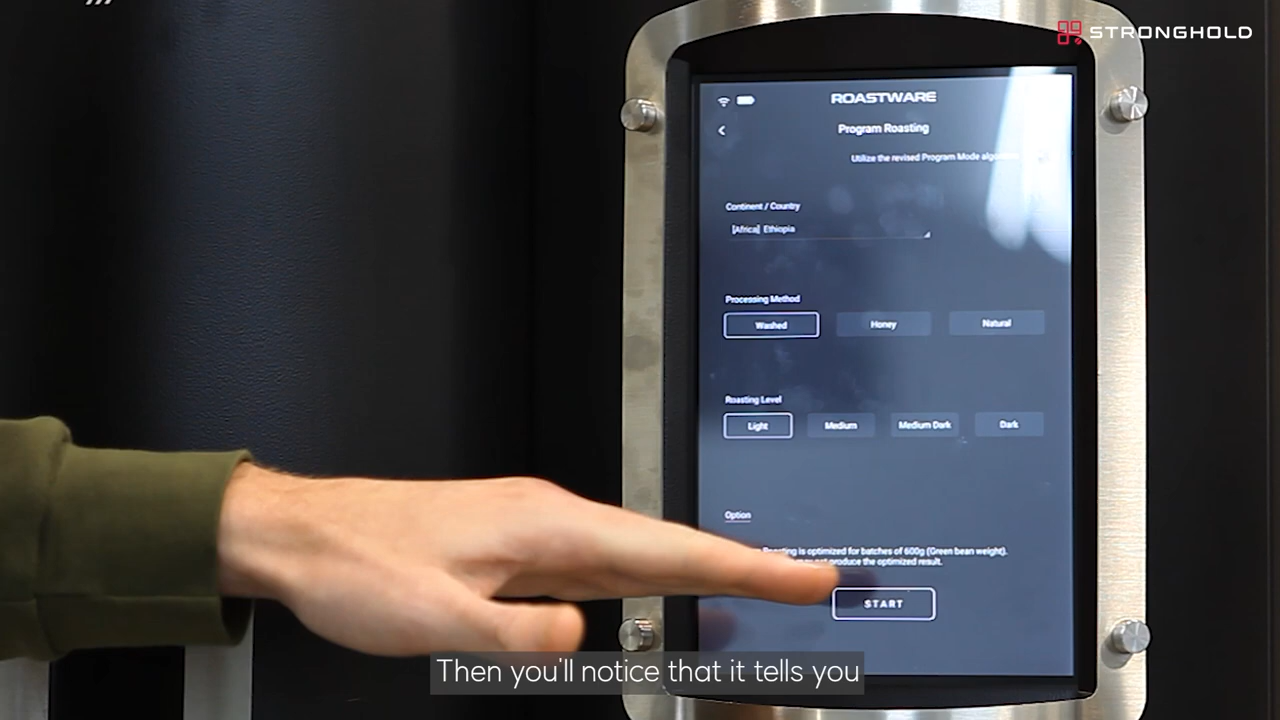 STRONGHOLD
ROASTWARE
Program Roasting
Utilize the revised Program Mode
Continent / Country
[Africa] Ethiopia
Processing Method
Washed Honey Natural
Roasting Level
Light Medium Medium Dark Dark
Option
Roasting is optimized for batches of 600g (Green bean weight).
produce the optimized result.
START
Then you'll notice that it tells you